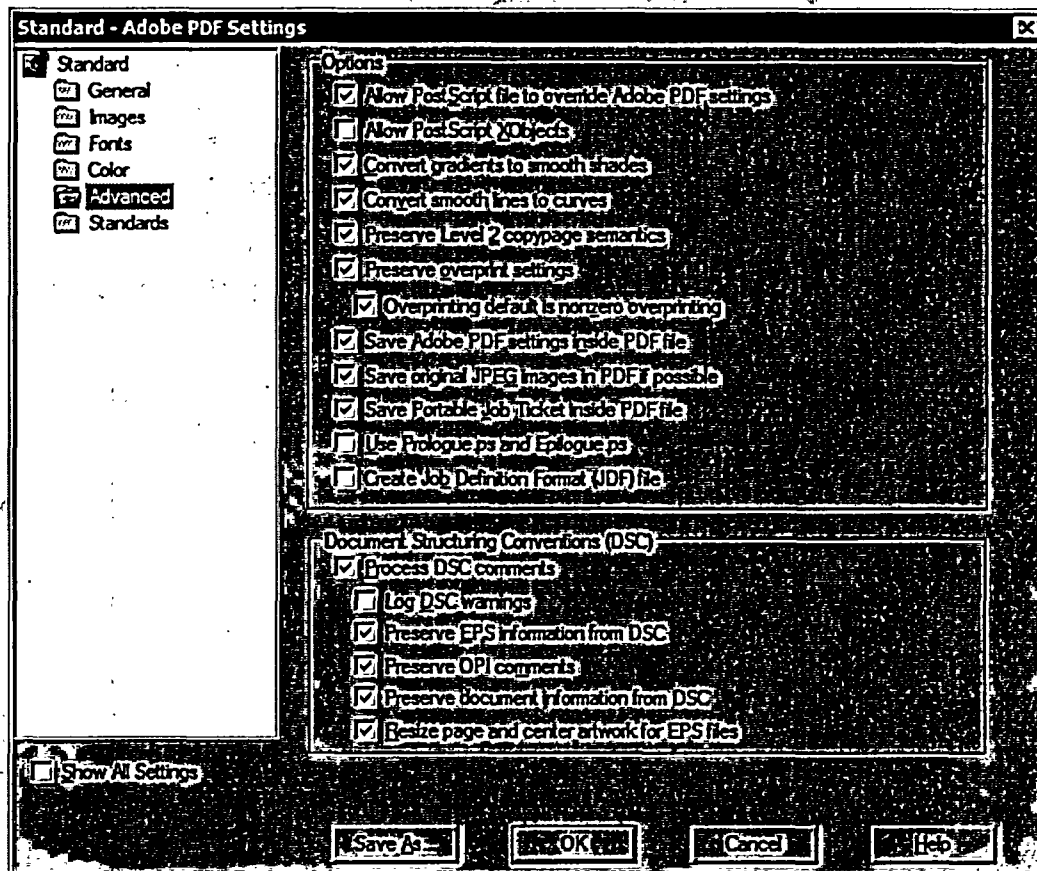 Standard - Adobe PDF Settings
Standard
General
Images
Fonts
Color
Advanced
Standards
Show All Settings
Options
Allow PostScript file to override Adobe PDF settings
Allow PostScript XObjects
Convert gradients to smooth shades
Convert smooth lines to curves
Preserve Level 2 copypage semantics
Preserve overprint settings
Overprinting default is nonzero overprinting
Save Adobe PDF settings inside PDF file
Save original JPEG images in PDF if possible
Save Portable Job Ticket inside PDF file
Use Prologue.ps and Epilogue.ps
Create Job Definition Format (JDF) file
Document Structuring Conventions (DSC)
Process DSC comments
Log DSC warnings
Preserve EPS information from DSC
Preserve OPI comments
Preserve document information from DSC
Resize page and center artwork for EPS files
Save As...
OK
Cancel
Help